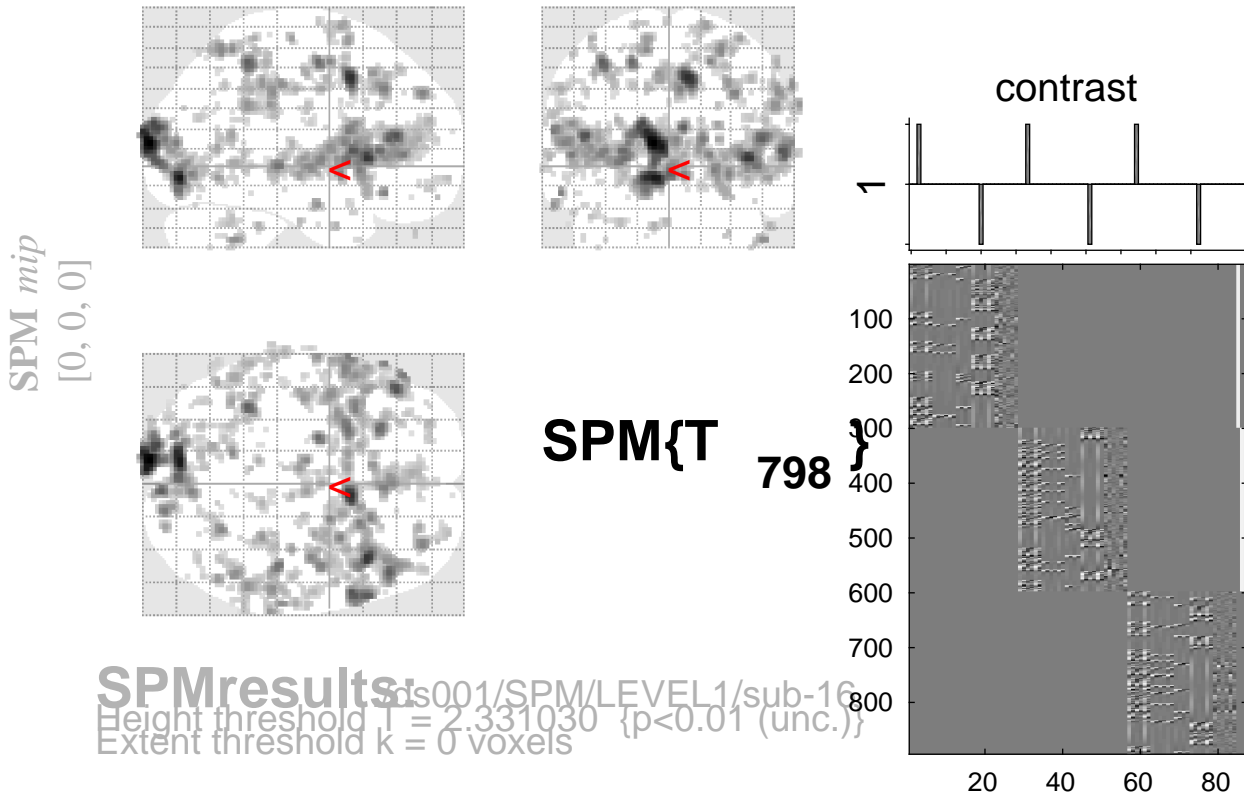 SPM mip
[0, 0, 0]
<
<
<
contrast
1
SPM{T 798 }
100
200
300
400
500
600
700
800
20 40 60 80
SPMresults: ./ds001/SPM/LEVEL1/sub-16
Height threshold T = 2.331030 {p<0.01 (unc.)}
Extent threshold k = 0 voxels